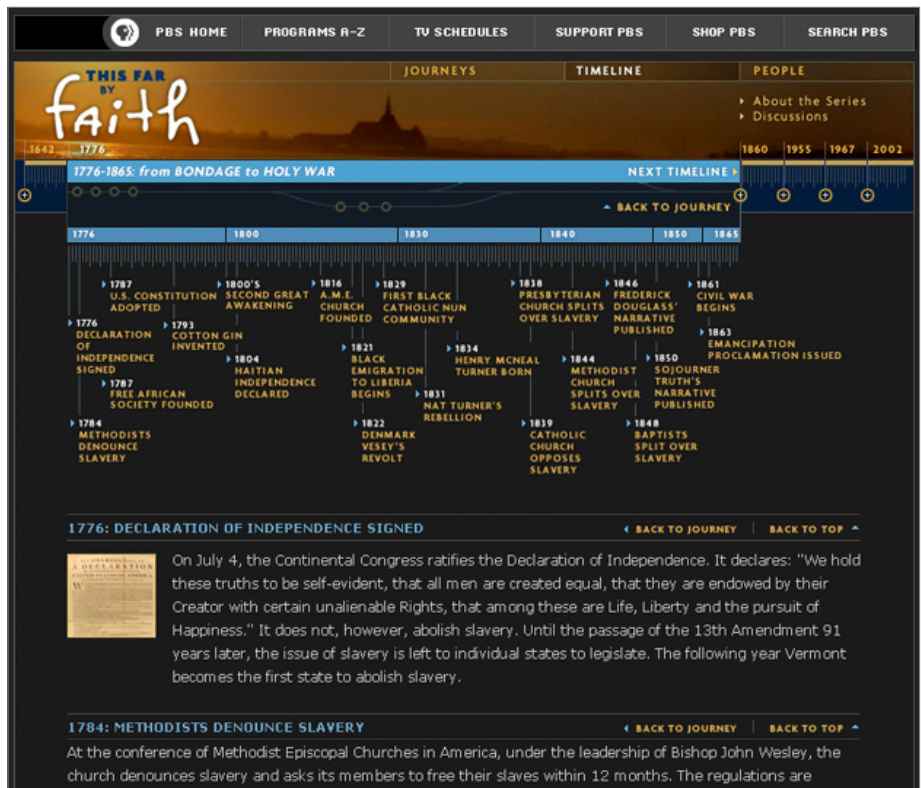 PBS HOME PROGRAMS A-Z TV SCHEDULES SUPPORT PBS SHOP PBS SEARCH PBS
THIS FAR
BY
faith
JOURNEYS TIMELINE PEOPLE
About the Series
Discussions
1642 1776 1860 1955 1967 2002
1776-1865: from BONDAGE to HOLY WAR NEXT TIMELINE
BACK TO JOURNEY
1776 1800 1830 1840 1850 1865
1787
U.S. CONSTITUTION
ADOPTED
1800'S
SECOND GREAT
AWAKENING
1816
A.M.E.
CHURCH
FOUNDED
1829
FIRST BLACK
CATHOLIC NUN
COMMUNITY
1838
PRESBYTERIAN
CHURCH SPLITS
OVER SLAVERY
1846
FREDERICK
DOUGLASS'
NARRATIVE
PUBLISHED
1861
CIVIL WAR
BEGINS
1776
DECLARATION
OF
INDEPENDENCE
SIGNED
1793
COTTON GIN
INVENTED
1804
HAITIAN
INDEPENDENCE
DECLARED
1821
BLACK
EMIGRATION
TO LIBERIA
BEGINS
1834
HENRY MCNEAL
TURNER BORN
1844
METHODIST
CHURCH
SPLITS OVER
SLAVERY
1850
SOJOURNER
TRUTH'S
NARRATIVE
PUBLISHED
1863
EMANCIPATION
PROCLAMATION ISSUED
1787
FREE AFRICAN
SOCIETY FOUNDED
1831
NAT TURNER'S
REBELLION
1784
METHODISTS
DENOUNCE
SLAVERY
1822
DENMARK
VESEY'S
REVOLT
1839
CATHOLIC
CHURCH
OPPOSES
SLAVERY
1848
BAPTISTS
SPLIT OVER
SLAVERY
1776: DECLARATION OF INDEPENDENCE SIGNED BACK TO JOURNEY BACK TO TOP
On July 4, the Continental Congress ratifies the Declaration of Independence. It declares: "We hold
these truths to be self-evident, that all men are created equal, that they are endowed by their
Creator with certain unalienable Rights, that among these are Life, Liberty and the pursuit of
Happiness." It does not, however, abolish slavery. Until the passage of the 13th Amendment 91
years later, the issue of slavery is left to individual states to legislate. The following year Vermont
becomes the first state to abolish slavery.
1784: METHODISTS DENOUNCE SLAVERY BACK TO JOURNEY BACK TO TOP
At the conference of Methodist Episcopal Churches in America, under the leadership of Bishop John Wesley, the
church denounces slavery and asks its members to free their slaves within 12 months. The regulations are